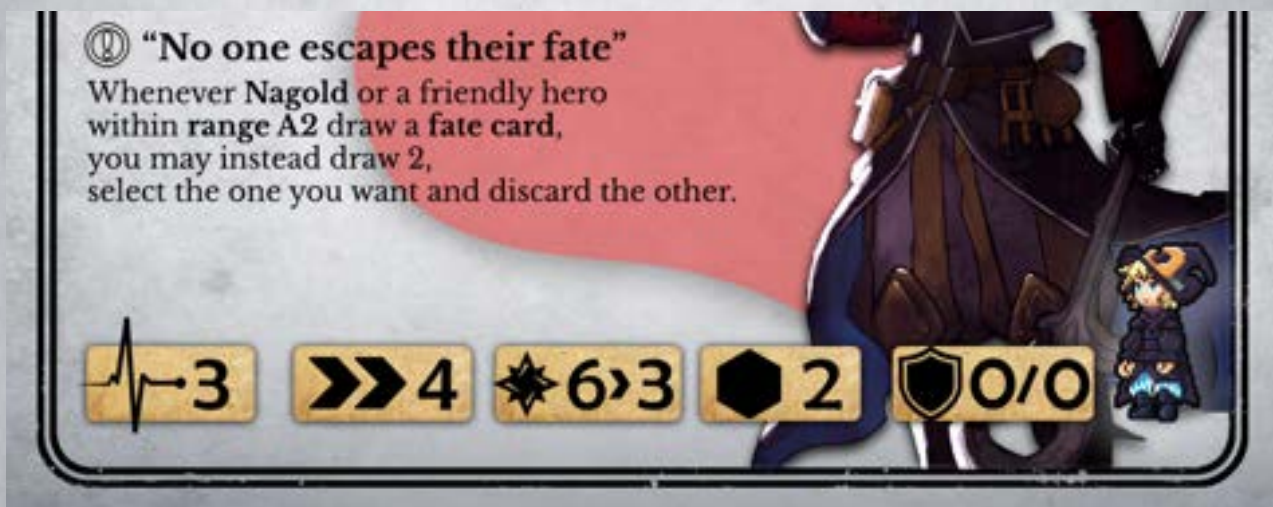 “No one escapes their fate”
Whenever Nagold or a friendly hero
within range A2 draw a fate card,
you may instead draw 2,
select the one you want and discard the other.
3 4 6›3 2 0/0